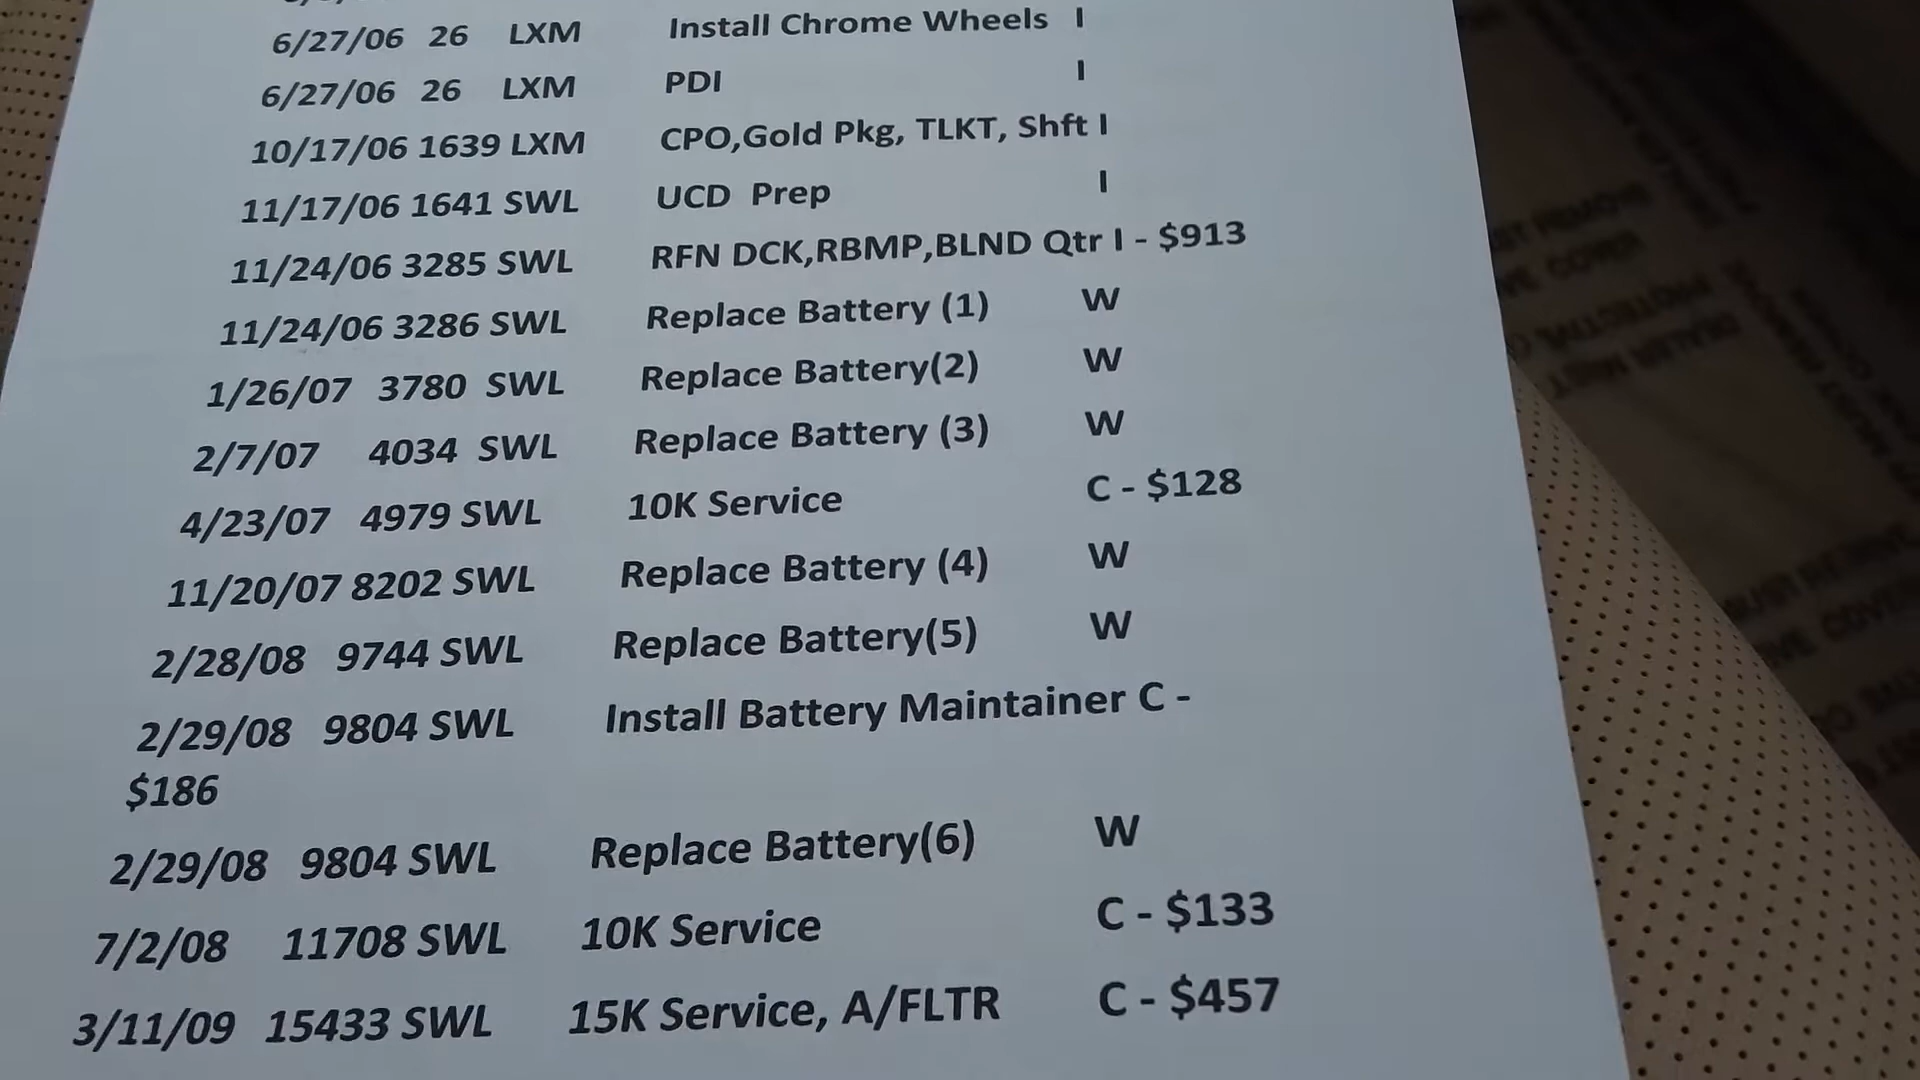 6/27/06 26 LXM Install Chrome Wheels I
6/27/06 26 LXM PDI I
10/17/06 1639 LXM CPO,Gold Pkg, TLKT, Shft I
11/17/06 1641 SWL UCD Prep I
11/24/06 3285 SWL RFN DCK,RBMP,BLND Qtr I - $913
11/24/06 3286 SWL Replace Battery (1) W
1/26/07 3780 SWL Replace Battery(2) W
2/7/07 4034 SWL Replace Battery (3) W
4/23/07 4979 SWL 10K Service C - $128
11/20/07 8202 SWL Replace Battery (4) W
2/28/08 9744 SWL Replace Battery(5) W
2/29/08 9804 SWL Install Battery Maintainer C -
$186
2/29/08 9804 SWL Replace Battery(6) W
7/2/08 11708 SWL 10K Service C - $133
3/11/09 15433 SWL 15K Service, A/FLTR C - $457
DEALER MUST
PROTECTIVE